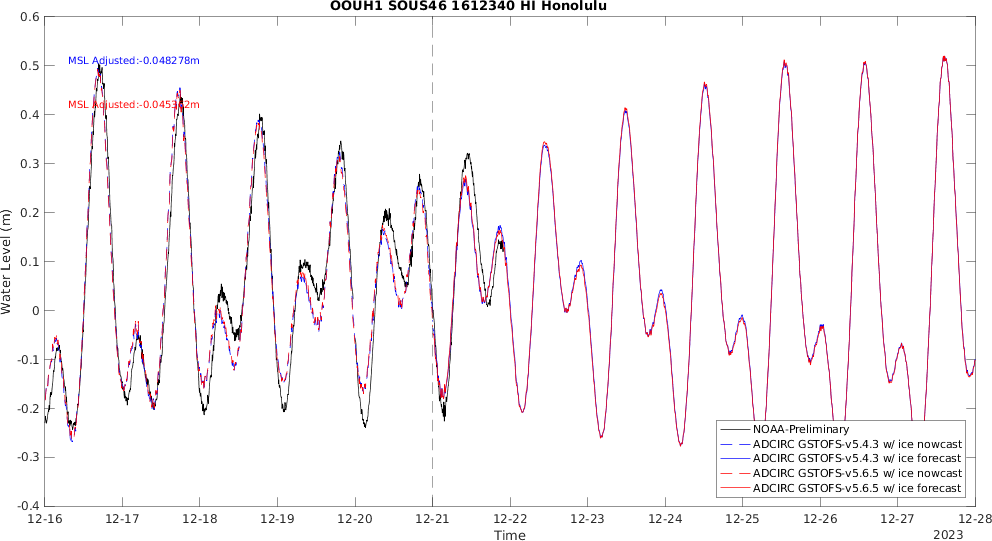 OOUH1 SOUS46 1612340 HI Honolulu
0.6
0.5
0.4
0.3
0.2
0.1
0
-0.1
-0.2
-0.3
-0.4
Water Level (m)
MSL Adjusted:-0.048278m
MSL
NOAA-Preliminary
ADCIRC GSTOFS-v5.4.3 w/ ice nowcast
ADCIRC GSTOFS-v5.4.3 w/ ice forecast
ADCIRC GSTOFS-v5.6.5 w/ ice nowcast
ADCIRC GSTOFS-v5.6.5 w/ ice forecast
12-16 12-17 12-18 12-19 12-20 12-21 12-22 12-23 12-24 12-25 12-26 12-27 12-28
Time
2023